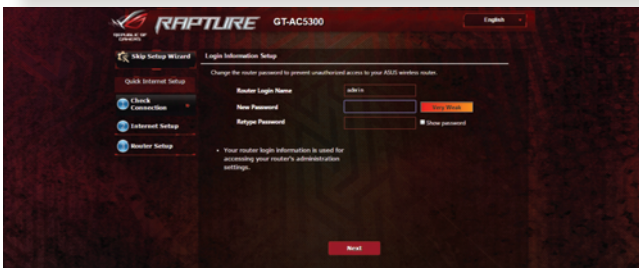 REPUBLIC OF
GAMERS
RAPTURE GT-AC5300
English
Skip Setup Wizard
Login Information Setup
Quick Internet Setup
Change the router password to prevent unauthorized access to your ASUS wireless router.
Router Login Name admin
Check
Connection
New Password Very Weak
Retype Password Show password
Internet Setup
Router Setup
• Your router login information is used for
accessing your router's administration
settings.
Next